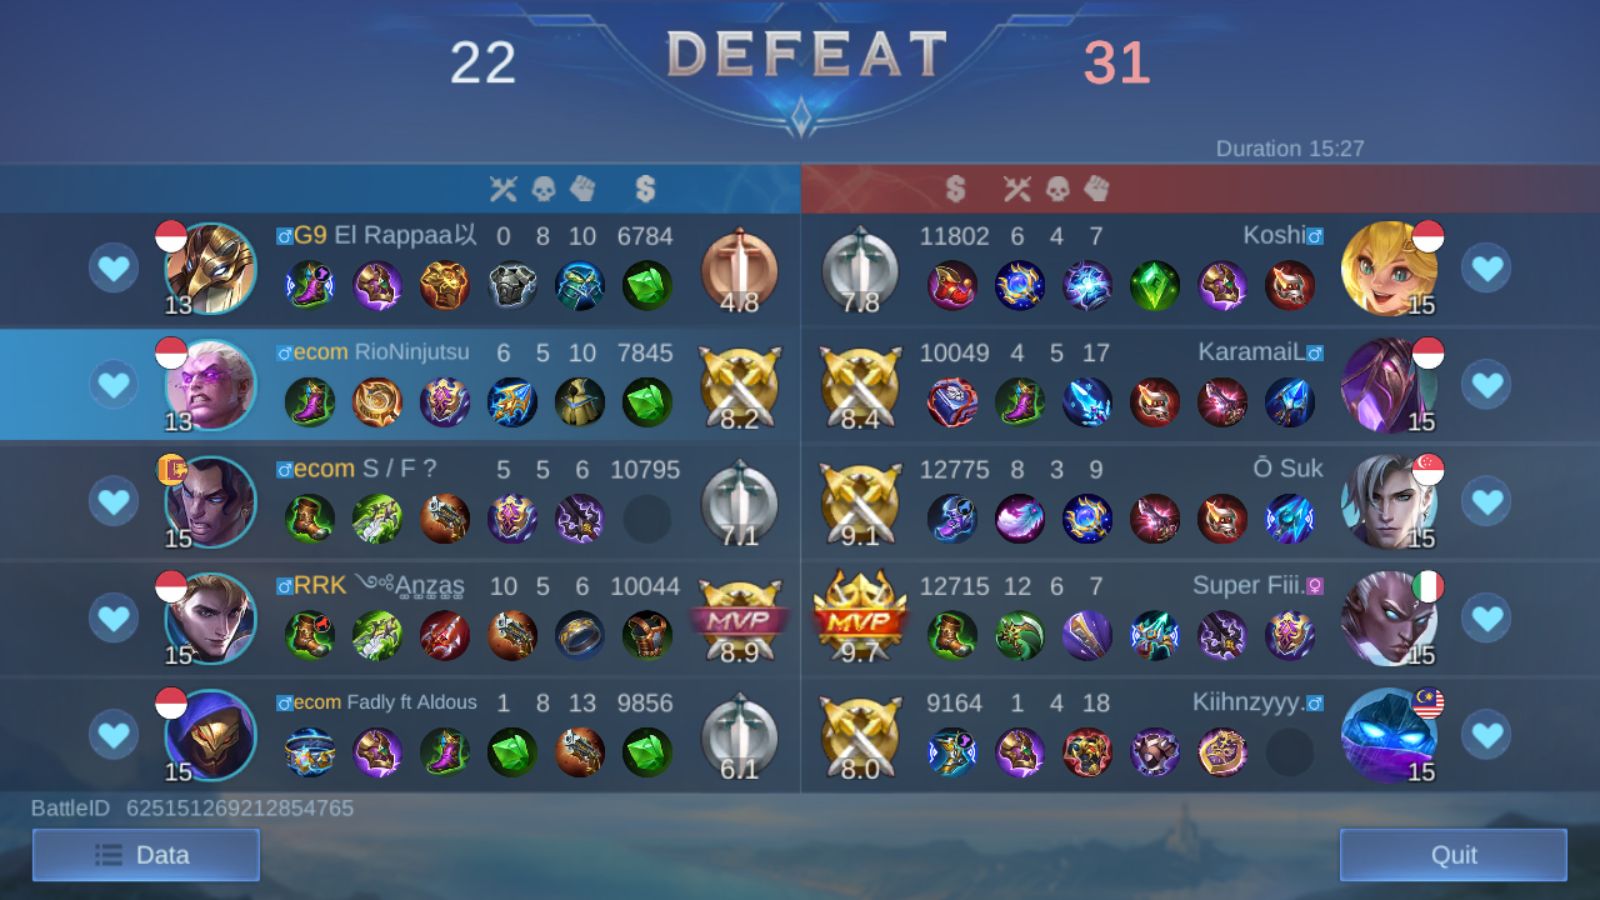 22 DEFEAT 31
Duration 15:27
G9 El Rappaa以 0 8 10 6784
13 4.8
11802 6 4 7 Koshi
7.8 15
ecom RioNinjutsu 6 5 10 7845
13 8.2
10049 4 5 17 KaramaiL
8.4 15
ecom S / F ? 5 5 6 10795
15 7.1
12775 8 3 9 Ō Suk
9.1 15
RRK Anzas 10 5 6 10044
MVP
15 8.9
12715 12 6 7 Super Fiii.
MVP
9.7 15
ecom Fadly ft Aldous 1 8 13 9856
15 6.1
9164 1 4 18 Kiihnzyyy.
8.0 15
BattleID 625151269212854765
Data
Quit